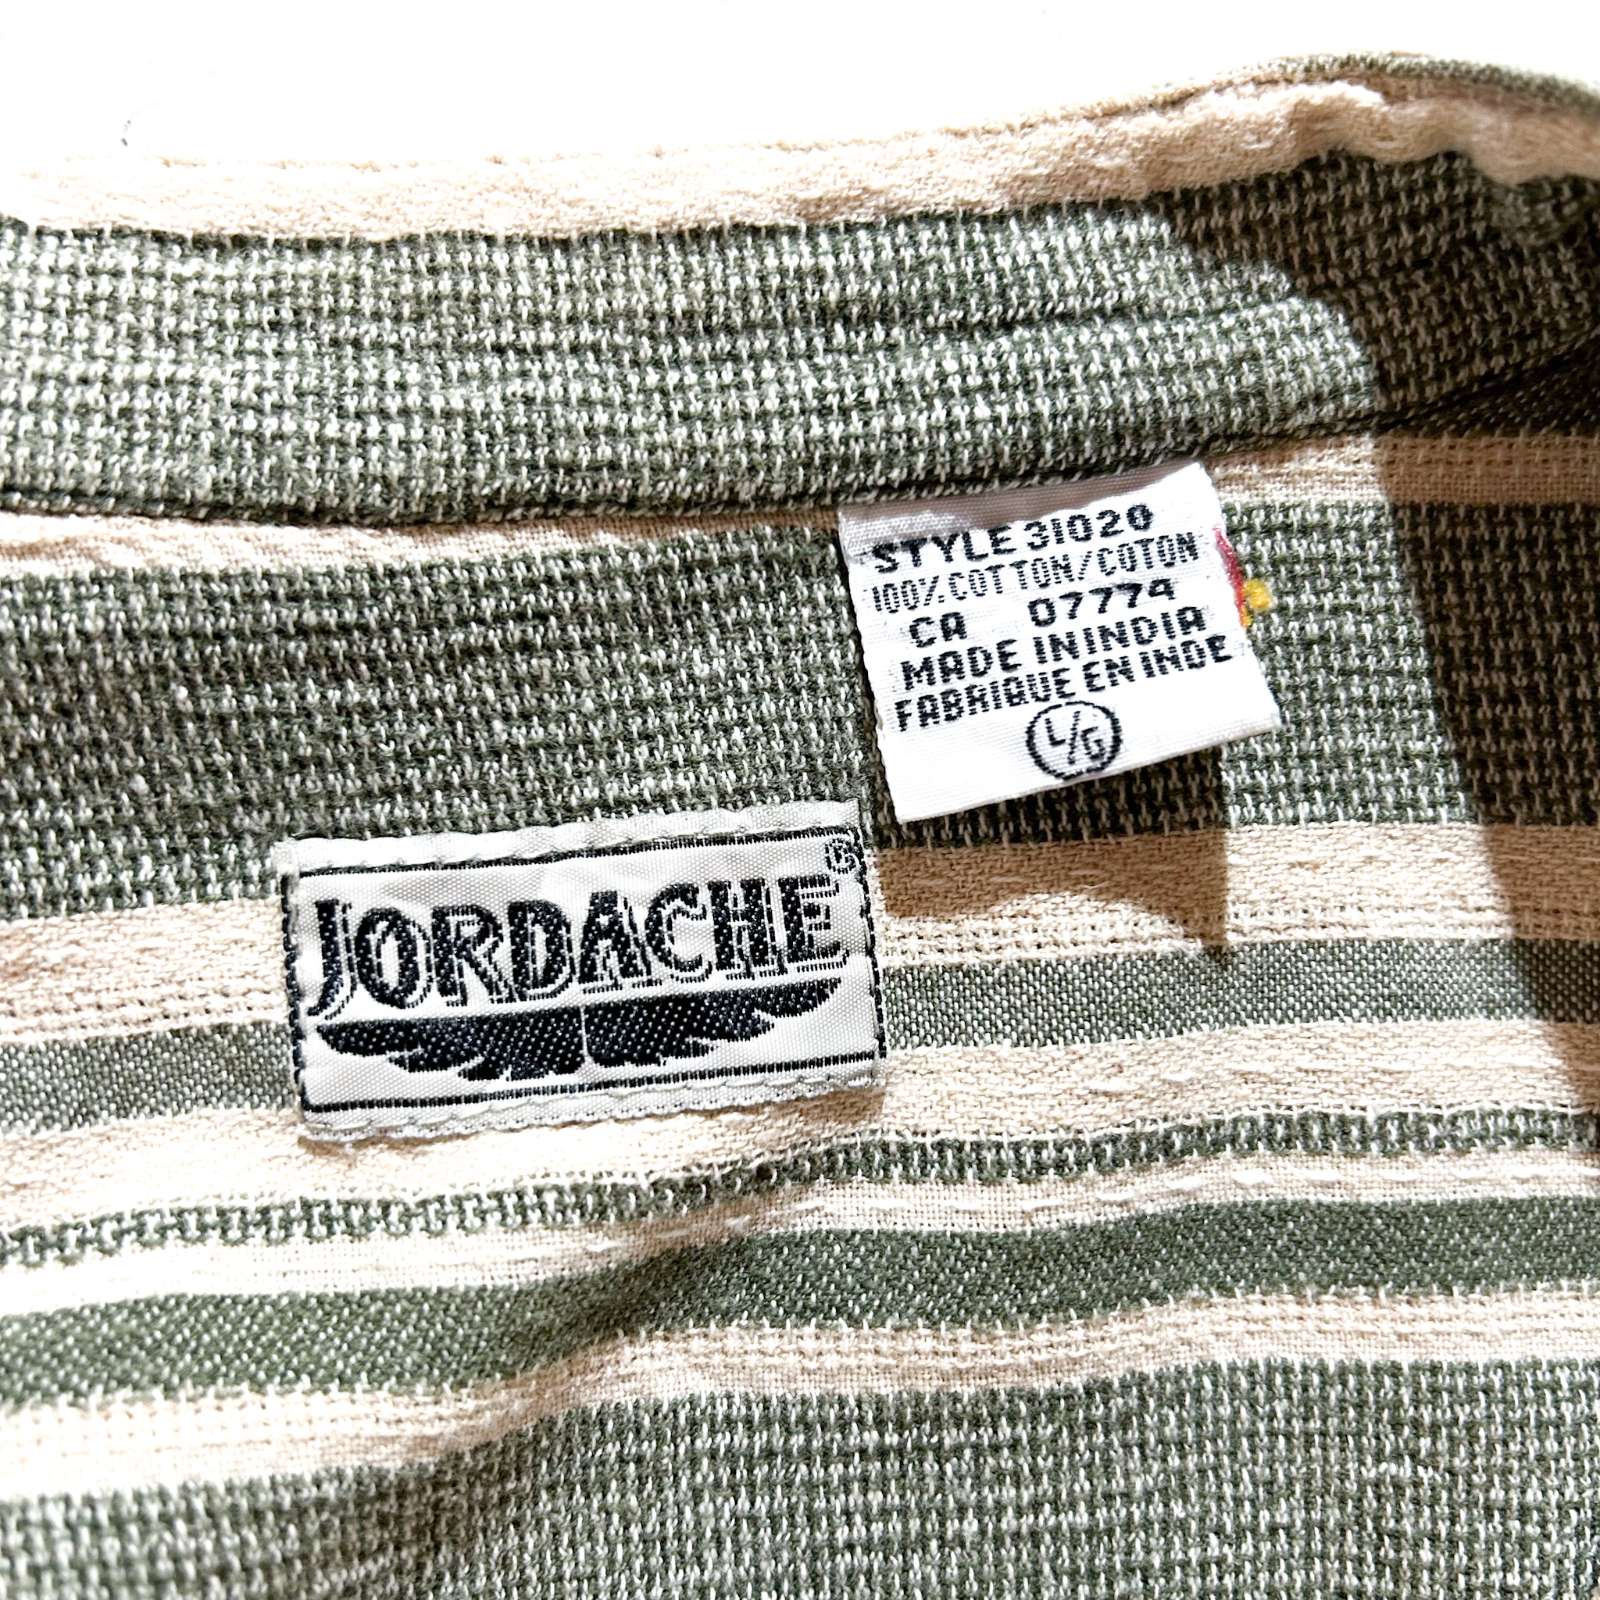 STYLE 31020
100% COTTON/COTON
CA 07774
MADE IN INDIA
FABRIQUE EN INDE
L/G
JORDACHE©